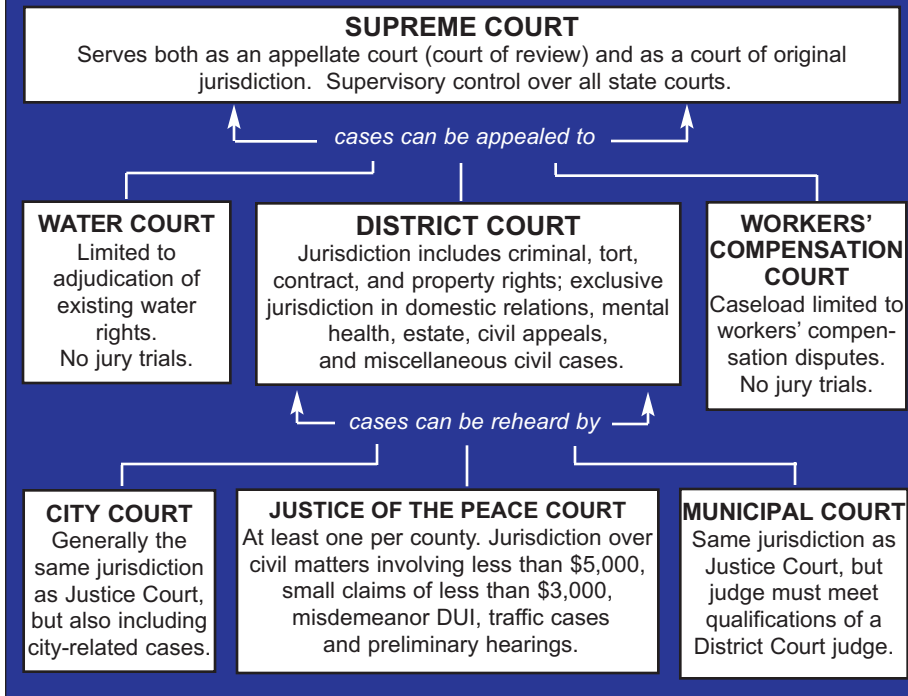 SUPREME COURT
Serves both as an appellate court (court of review) and as a court of original
jurisdiction. Supervisory control over all state courts.
cases can be appealed to
WATER COURT
Limited to
adjudication of
existing water
rights.
No jury trials.
DISTRICT COURT
Jurisdiction includes criminal, tort,
contract, and property rights; exclusive
jurisdiction in domestic relations, mental
health, estate, civil appeals,
and miscellaneous civil cases.
WORKERS'
COMPENSATION
COURT
Caseload limited to
workers' compen-
sation disputes.
No jury trials.
cases can be reheard by
CITY COURT
Generally the
same jurisdiction
as Justice Court,
but also including
city-related cases.
JUSTICE OF THE PEACE COURT
At least one per county. Jurisdiction over
civil matters involving less than $5,000,
small claims of less than $3,000,
misdemeanor DUI, traffic cases
and preliminary hearings.
MUNICIPAL COURT
Same jurisdiction as
Justice Court, but
judge must meet
qualifications of a
District Court judge.